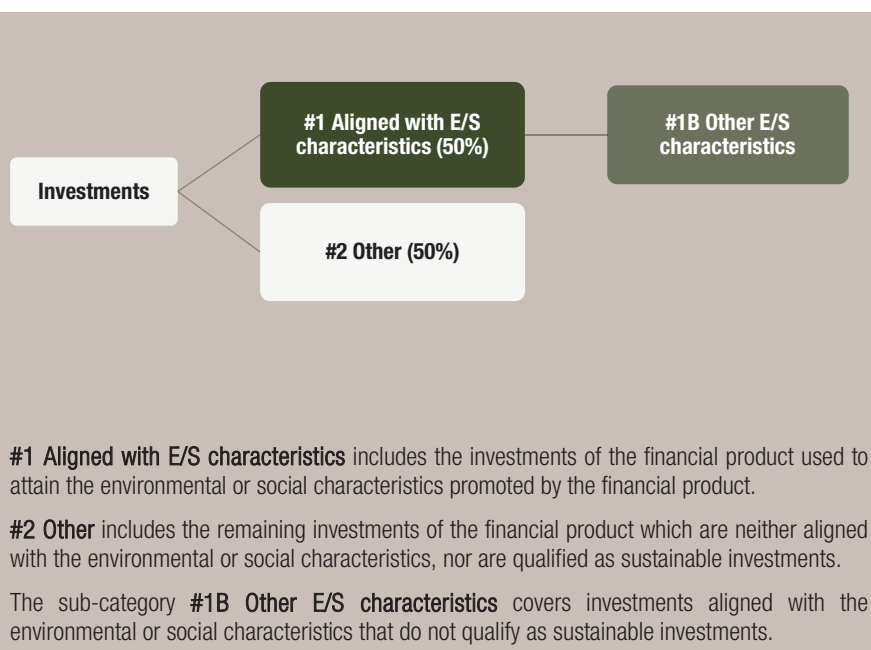 Investments
#1 Aligned with E/S
characteristics (50%)
#1B Other E/S
characteristics
#2 Other (50%)
#1 Aligned with E/S characteristics includes the investments of the financial product used to
attain the environmental or social characteristics promoted by the financial product.
#2 Other includes the remaining investments of the financial product which are neither aligned
with the environmental or social characteristics, nor are qualified as sustainable investments.
The sub-category #1B Other E/S characteristics covers investments aligned with the
environmental or social characteristics that do not qualify as sustainable investments.